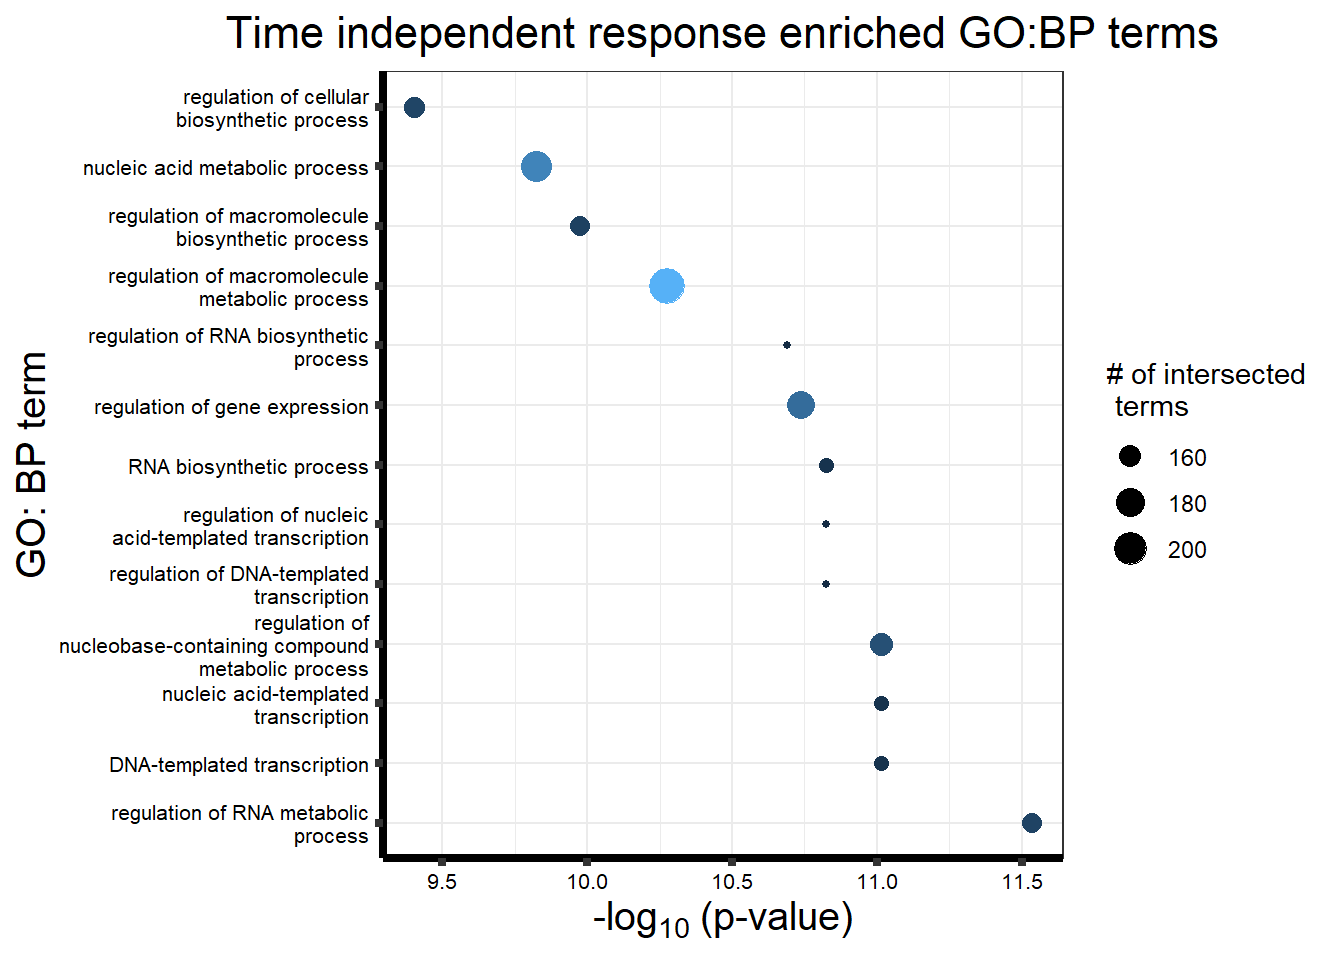 Time independent response enriched GO:BP terms
GO: BP term
regulation of cellular
biosynthetic process
nucleic acid metabolic process
regulation of macromolecule
biosynthetic process
regulation of macromolecule
metabolic process
regulation of RNA biosynthetic
process
regulation of gene expression
RNA biosynthetic process
regulation of nucleic
acid-templated transcription
regulation of DNA-templated
transcription
regulation of
nucleobase-containing compound
metabolic process
nucleic acid-templated
transcription
DNA-templated transcription
regulation of RNA metabolic
process
9.5 10.0 10.5 11.0 11.5
-log10 (p-value)
# of intersected
terms
160
180
200